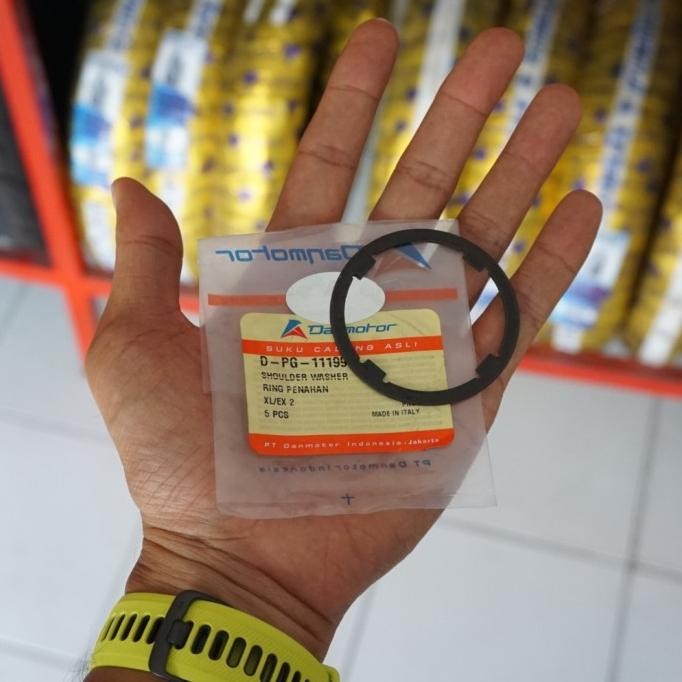 Danmotor
Danmotor
SUKU CADANG ASLI
D-PG-11199
SHOULDER WASHER
RING PENAHAN
XL/EX 2
5 PCS
MADE IN ITALY
PT Danmotor Indonesia-Jakarta
PT Danmotor Indonesia